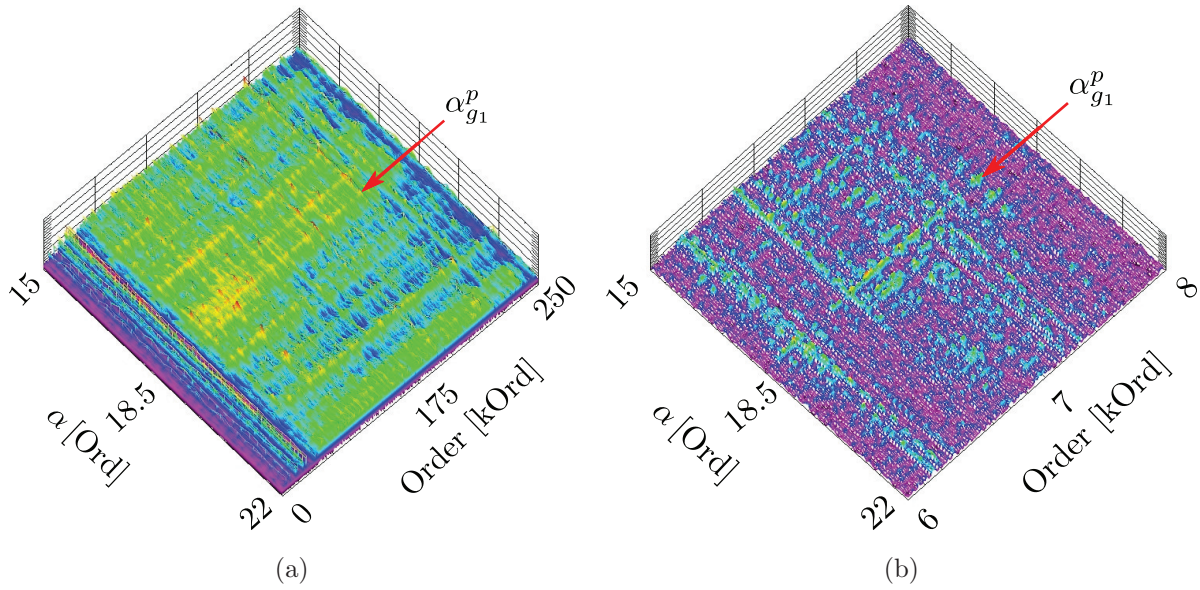 α^p_{g_1}
15
18.5
22
α [Ord]
0
175
250
Order [kOrd]
(a)
α^p_{g_1}
15
18.5
22
α [Ord]
6
7
8
Order [kOrd]
(b)